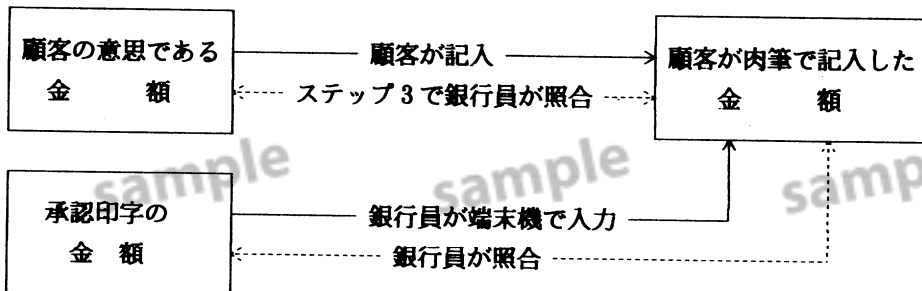 顧客の意思である
金 額
顧客が記入
ステップ3で銀行員が照合
顧客が肉筆で記入した
金 額
承認印字の
金 額
銀行員が端末機で入力
銀行員が照合
sample
sample
samp